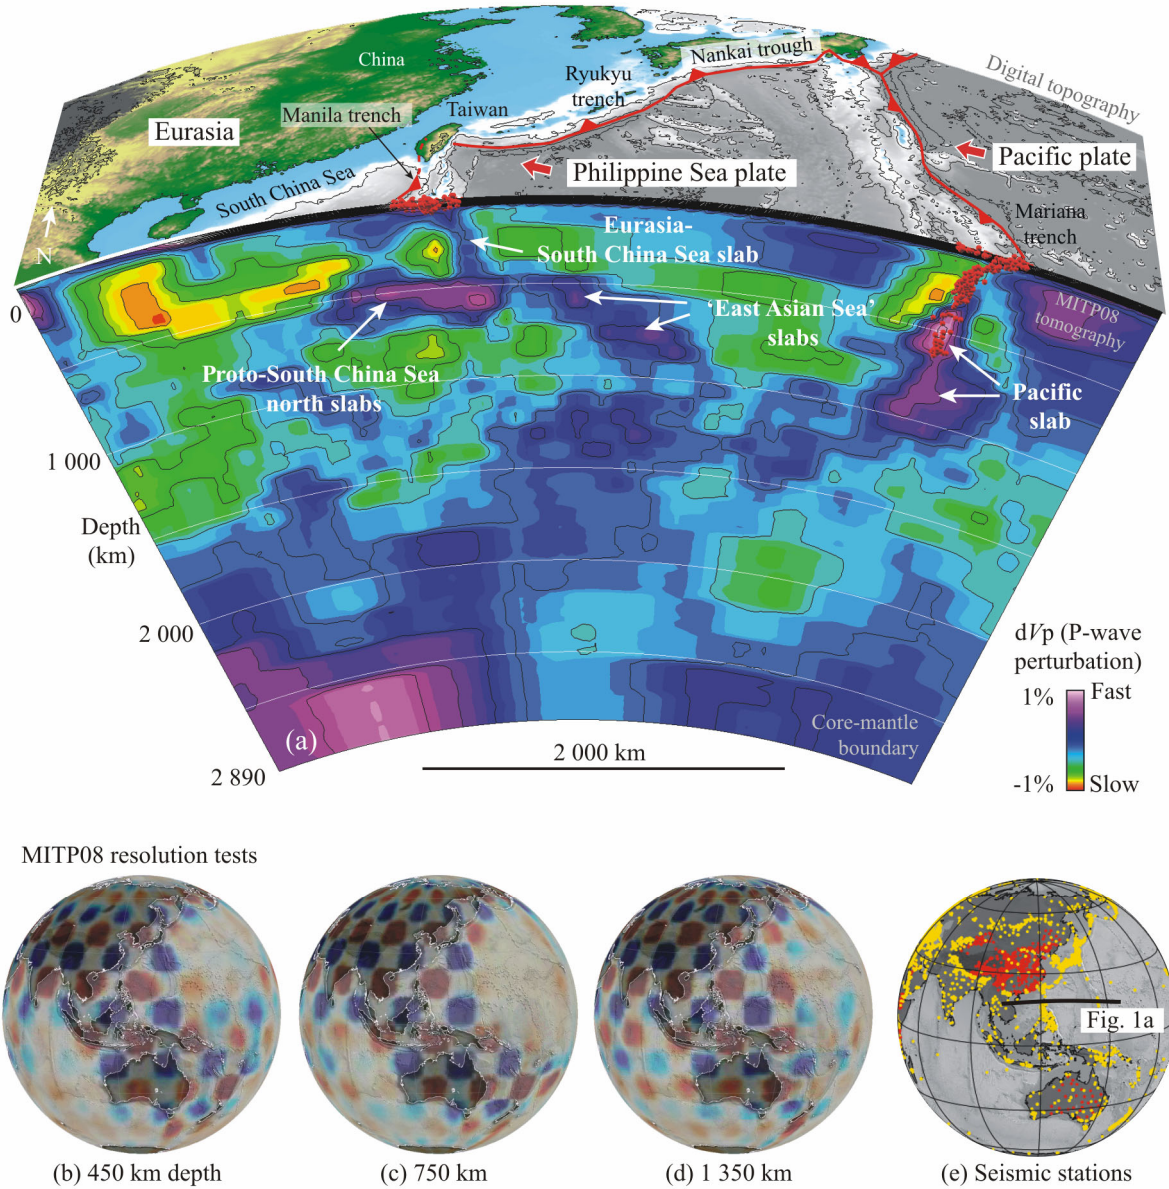 China
Nankai trough
Digital topography
Ryukyu
trench
Taiwan
Manila trench
Eurasia
Philippine Sea plate
Pacific plate
South China Sea
Mariana
trench
N
Eurasia-
South China Sea slab
0
MITP08
tomography
'East Asian Sea'
slabs
Proto-South China Sea
north slabs
Pacific
slab
1 000
Depth
(km)
2 000
dVp (P-wave
perturbation)
1% Fast
-1% Slow
Core-mantle
boundary
(a)
2 000 km
2 890
MITP08 resolution tests
Fig. 1a
(b) 450 km depth
(c) 750 km
(d) 1 350 km
(e) Seismic stations